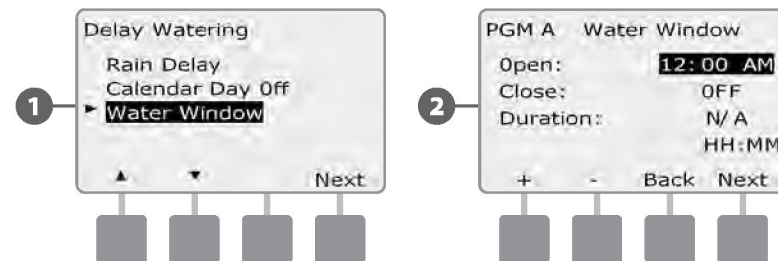 1
Delay Watering
Rain Delay
Calendar Day Off
Water Window
Next
2
PGM A Water Window
Open: 12:00 AM
Close: OFF
Duration: N/A
HH:MM
+ - Back Next